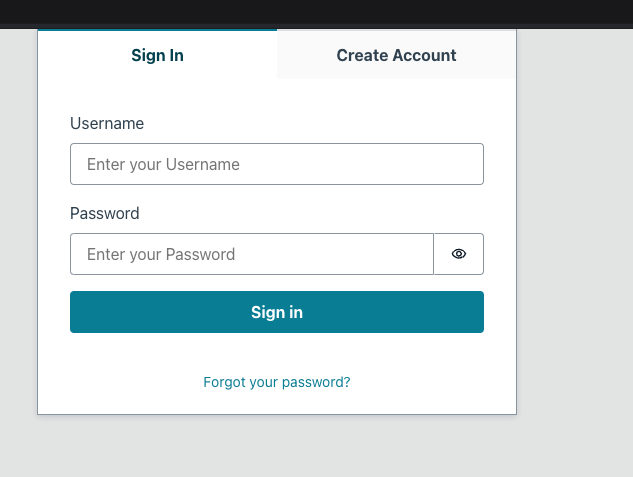 Sign In
Create Account
Username
Enter your Username
Password
Enter your Password
Sign in
Forgot your password?